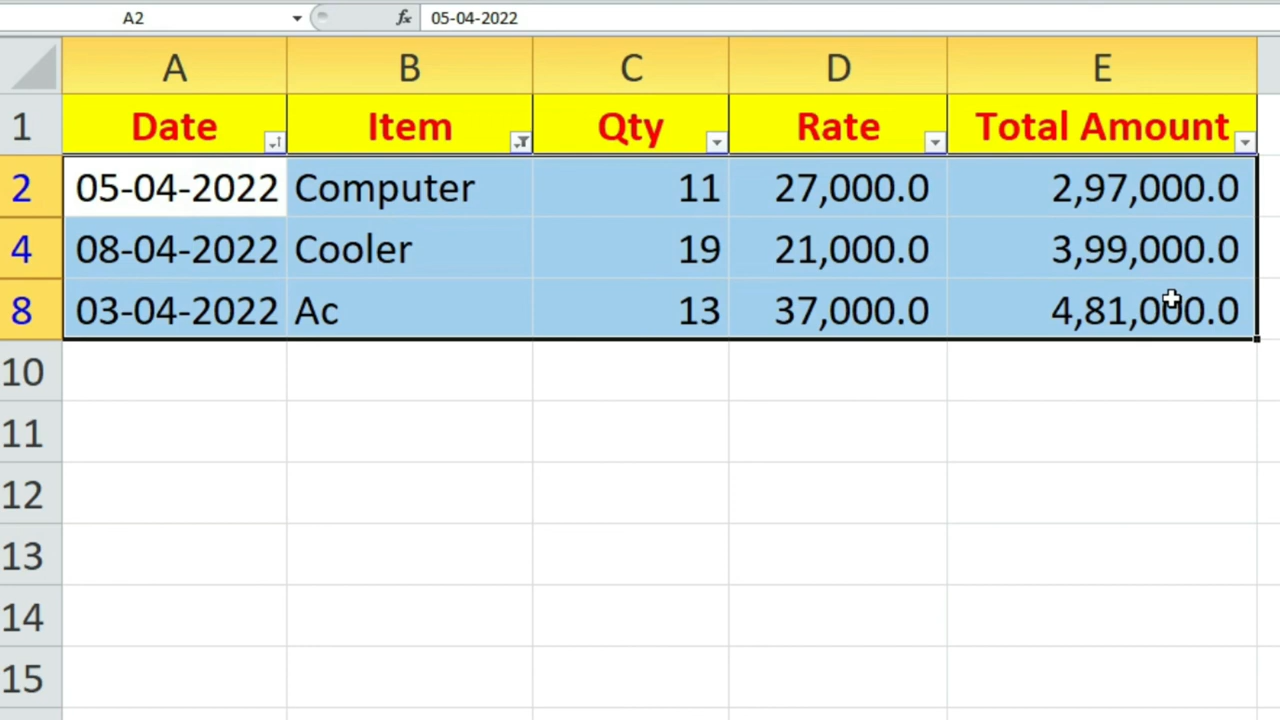 A2 fx 05-04-2022
A B C D E
1 Date Item Qty Rate Total Amount
2 05-04-2022 Computer 11 27,000.0 2,97,000.0
4 08-04-2022 Cooler 19 21,000.0 3,99,000.0
8 03-04-2022 Ac 13 37,000.0 4,81,000.0
10
11
12
13
14
15